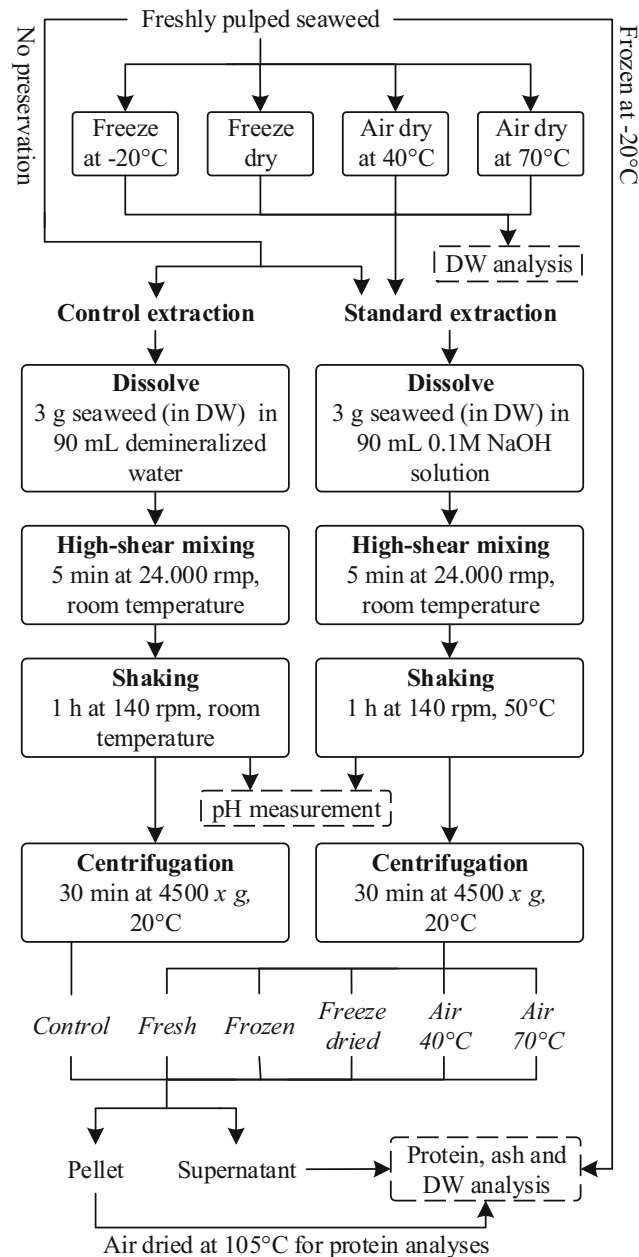 Freshly pulped seaweed
No preservation
Frozen at -20°C
Freeze
at -20°C
Freeze
dry
Air dry
at 40°C
Air dry
at 70°C
DW analysis
Control extraction
Standard extraction
Dissolve
3 g seaweed (in DW) in
90 mL demineralized
water
Dissolve
3 g seaweed (in DW) in
90 mL 0.1M NaOH
solution
High-shear mixing
5 min at 24.000 rmp,
room temperature
High-shear mixing
5 min at 24.000 rmp,
room temperature
Shaking
1 h at 140 rpm, room
temperature
Shaking
1 h at 140 rpm, 50°C
pH measurement
Centrifugation
30 min at 4500 x g,
20°C
Centrifugation
30 min at 4500 x g,
20°C
Control
Fresh
Frozen
Freeze
dried
Air
40°C
Air
70°C
Pellet
Supernatant
Protein, ash and
DW analysis
Air dried at 105°C for protein analyses